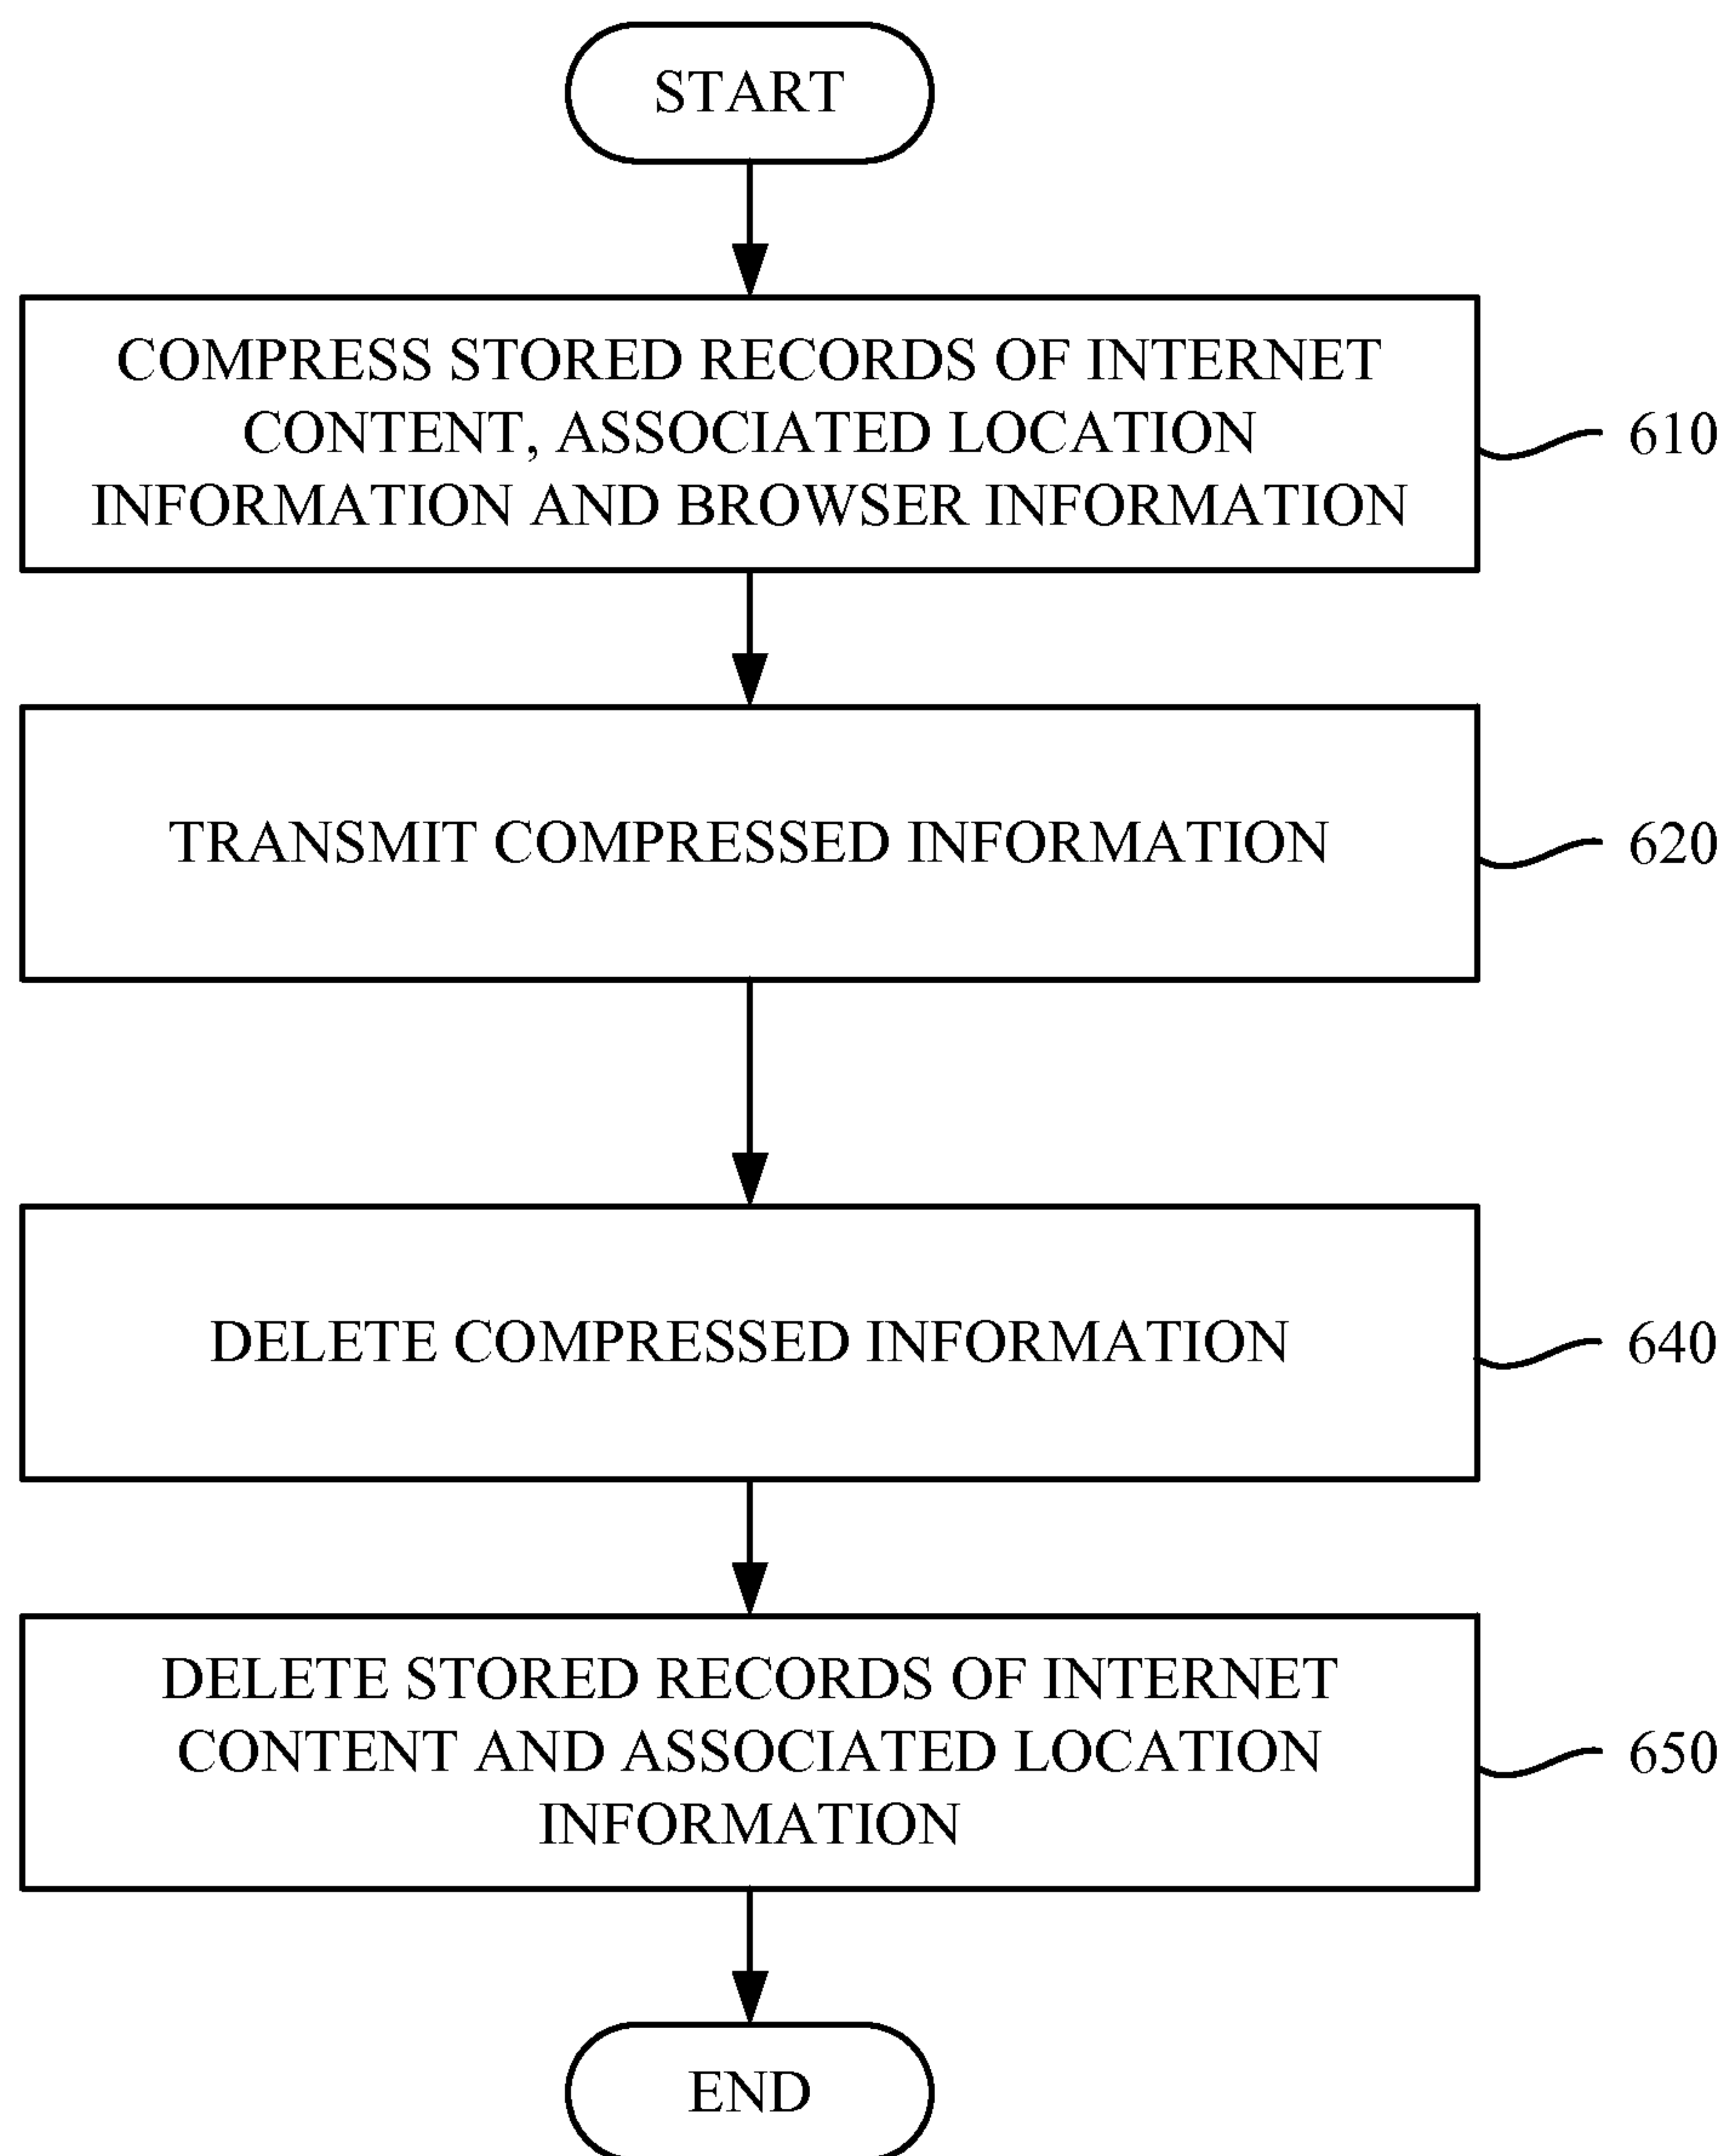 START
COMPRESS STORED RECORDS OF INTERNET
CONTENT, ASSOCIATED LOCATION
INFORMATION AND BROWSER INFORMATION
610
TRANSMIT COMPRESSED INFORMATION
620
DELETE COMPRESSED INFORMATION
640
DELETE STORED RECORDS OF INTERNET
CONTENT AND ASSOCIATED LOCATION
INFORMATION
650
END